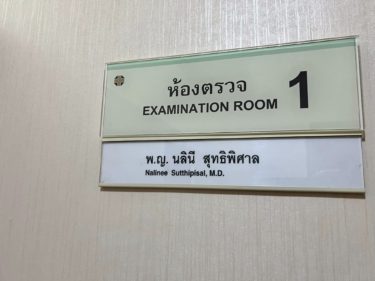 ห้องตรวจ
EXAMINATION ROOM 1
พ.ญ. นลินี สุทธิพิศาล
Nalinee Sutthipisal, M.D.